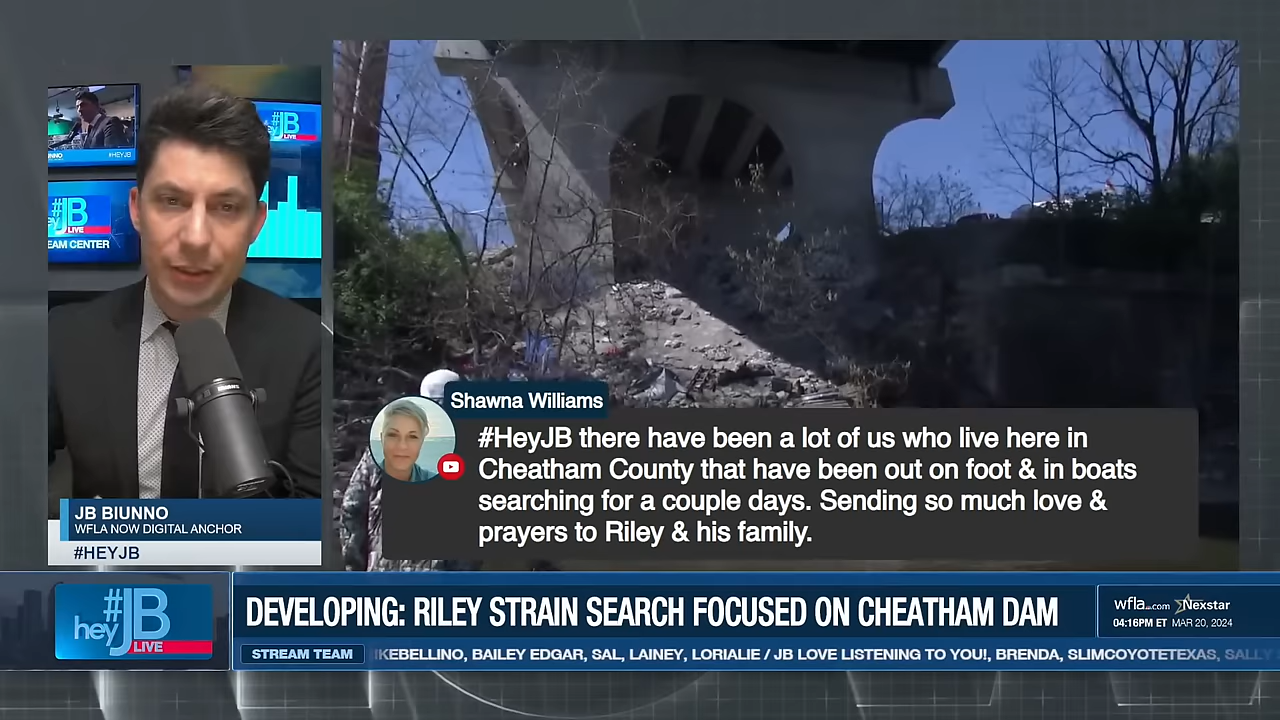 #JB
LIVE
INNO
#HEYJB
#JB
LIVE
EAM CENTER
Shawna Williams
#HeyJB there have been a lot of us who live here in
Cheatham County that have been out on foot & in boats
searching for a couple days. Sending so much love &
prayers to Riley & his family.
JB BIUNNO
WFLA NOW DIGITAL ANCHOR
#HEYJB
#heyJB
LIVE
DEVELOPING: RILEY STRAIN SEARCH FOCUSED ON CHEATHAM DAM
wfla.com Nexstar
04:16PM ET MAR 20, 2024
STREAM TEAM
IKEBELLINO, BAILEY EDGAR, SAL, LAINEY, LORIALIE / JB LOVE LISTENING TO YOU!, BRENDA, SLIMCOYOTETEXAS, SALLY